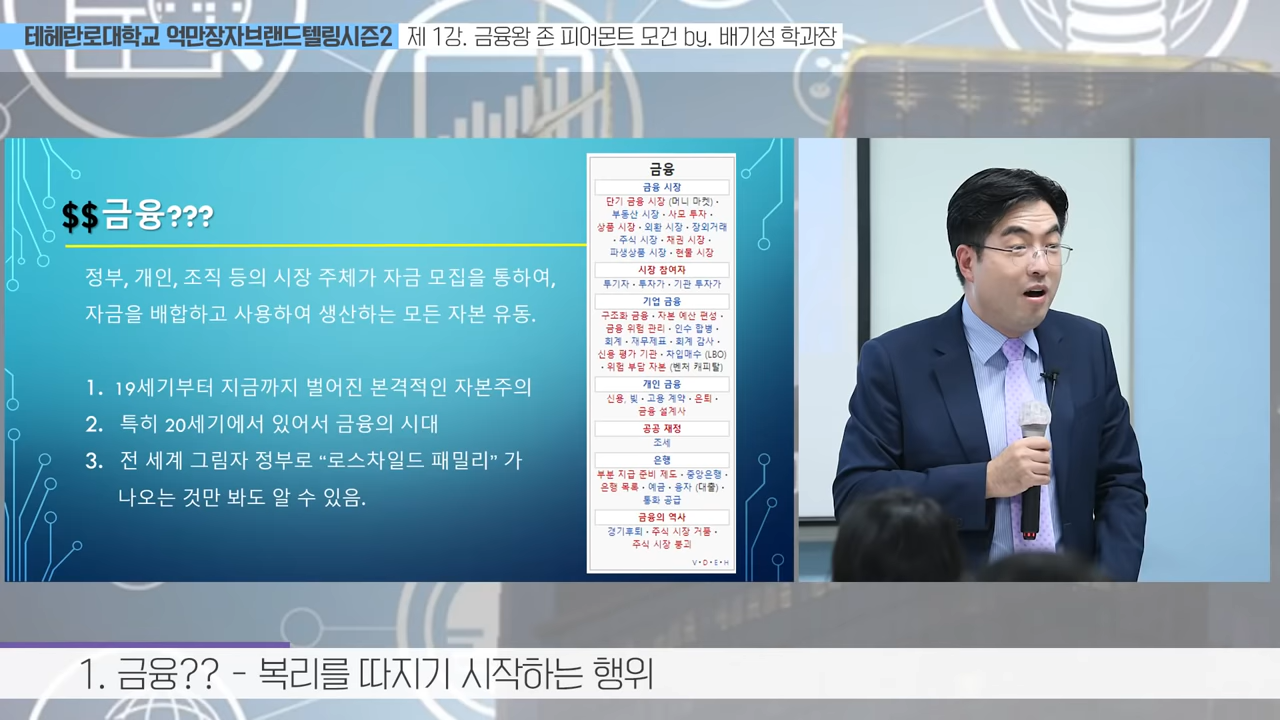 테헤란로대학교 억만장자브랜드텔링시즌2 제 1강. 금융왕 존 피어몬트 모건 by. 배기성 학과장
$$금융???
정부, 개인, 조직 등의 시장 주체가 자금 모집을 통하여,
자금을 배합하고 사용하여 생산하는 모든 자본 유동.
1. 19세기부터 지금까지 벌어진 본격적인 자본주의
2. 특히 20세기에서 있어서 금융의 시대
3. 전 세계 그림자 정부로 “로스차일드 패밀리” 가
나오는 것만 봐도 알 수 있음.
금융
금융 시장
단기 금융 시장 (머니 마켓) ·
부동산 시장 · 사모 투자 ·
상품 시장 · 외환 시장 · 장외거래
· 주식 시장 · 채권 시장 ·
파생상품 시장 · 현물 시장
시장 참여자
투기자 · 투자가 · 기관 투자가
기업 금융
구조화 금융 · 자본 예산 편성 ·
금융 위험 관리 · 인수 합병 ·
회계 · 재무제표 · 회계 감사 ·
신용 평가 기관 · 차입매수 (LBO)
· 위험 부담 자본 (벤처 캐피탈)
개인 금융
신용, 빚 · 고용 계약 · 은퇴 ·
금융 설계사
공공 재정
조세
은행
부분 지급 준비 제도 · 중앙은행 ·
은행 목록 · 예금 · 융자 (대출) ·
통화 공급
금융의 역사
경기후퇴 · 주식 시장 거품 ·
주식 시장 붕괴
V · D · E · H
1. 금융?? - 복리를 따지기 시작하는 행위